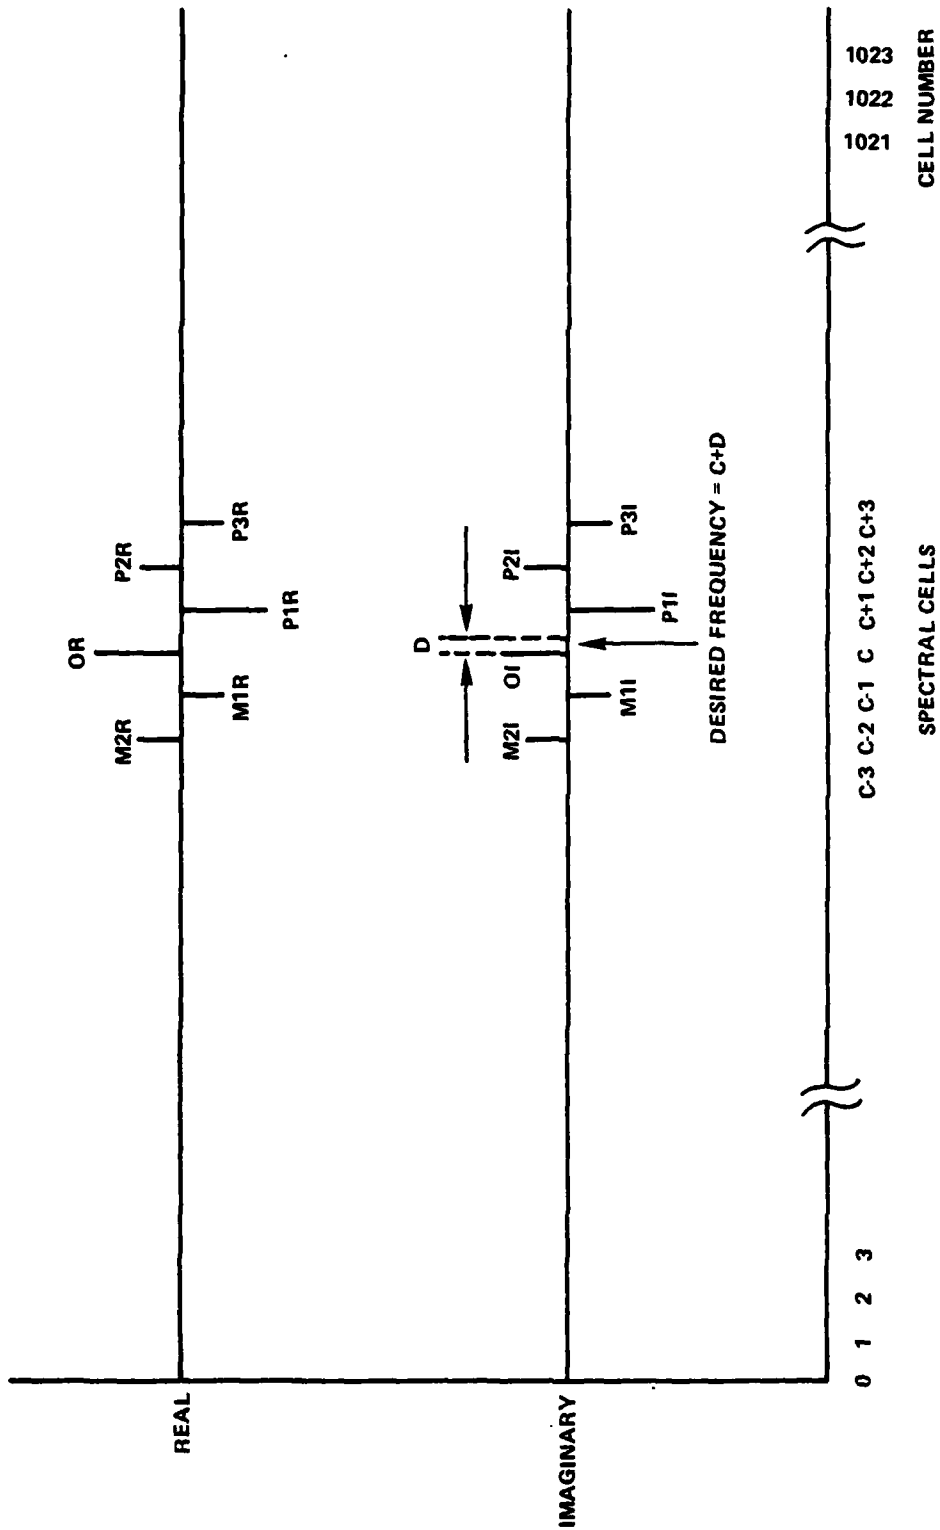 REAL
M2R
M1R
OR
P1R
P2R
P3R
IMAGINARY
M2I
M1I
OI
D
P1I
P2I
P3I
DESIRED FREQUENCY = C+D
0 1 2 3 C-3 C-2 C-1 C C+1 C+2 C+3 1021 1022 1023
SPECTRAL CELLS
CELL NUMBER